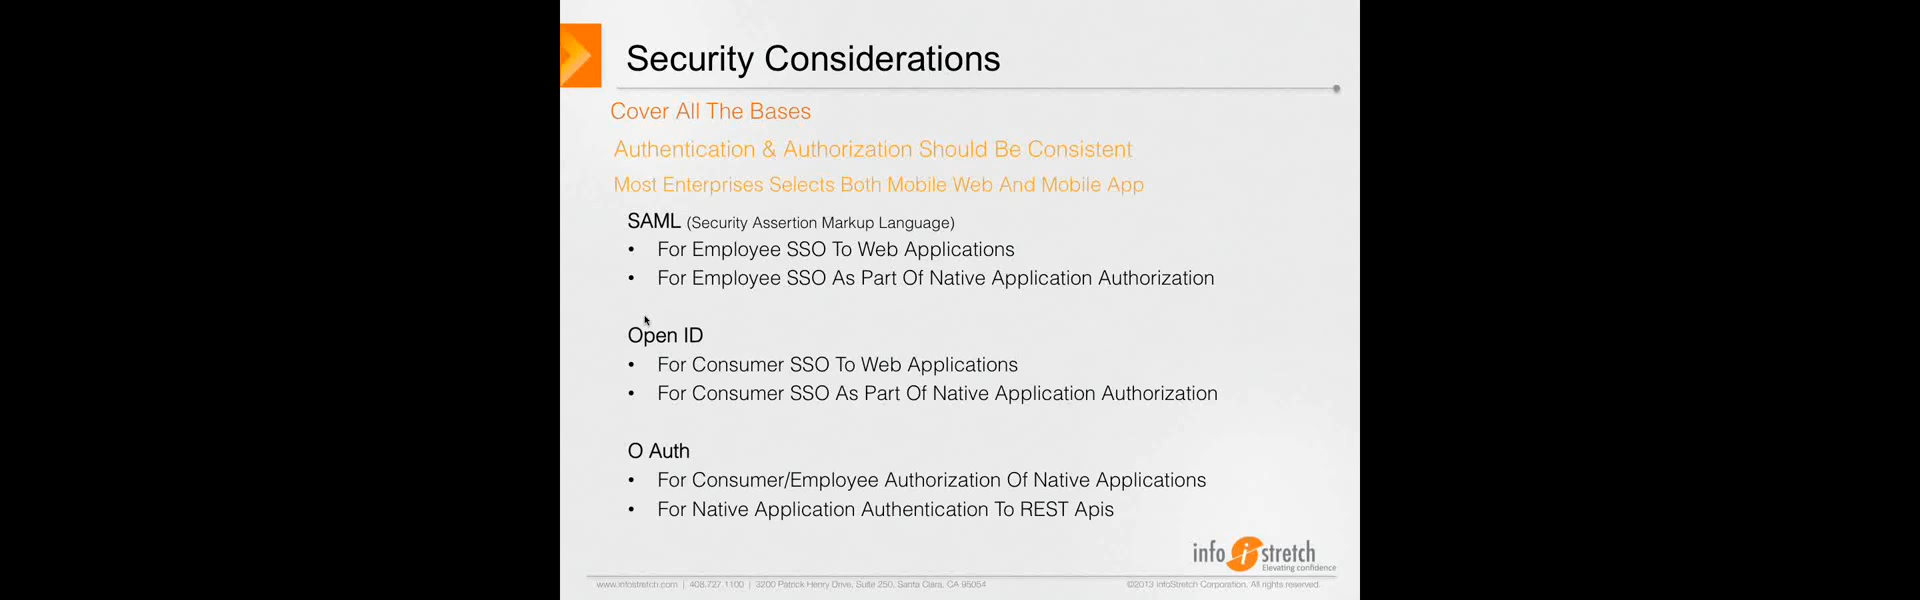 Security Considerations
Cover All The Bases
Authentication & Authorization Should Be Consistent
Most Enterprises Selects Both Mobile Web And Mobile App
SAML (Security Assertion Markup Language)
• For Employee SSO To Web Applications
• For Employee SSO As Part Of Native Application Authorization
Open ID
• For Consumer SSO To Web Applications
• For Consumer SSO As Part Of Native Application Authorization
O Auth
• For Consumer/Employee Authorization Of Native Applications
• For Native Application Authentication To REST Apis
info i stretch
Elevating confidence
www.infostretch.com | 408.727.1100 | 3200 Patrick Henry Drive, Suite 250, Santa Clara, CA 95054
©2013 InfoStretch Corporation. All rights reserved.